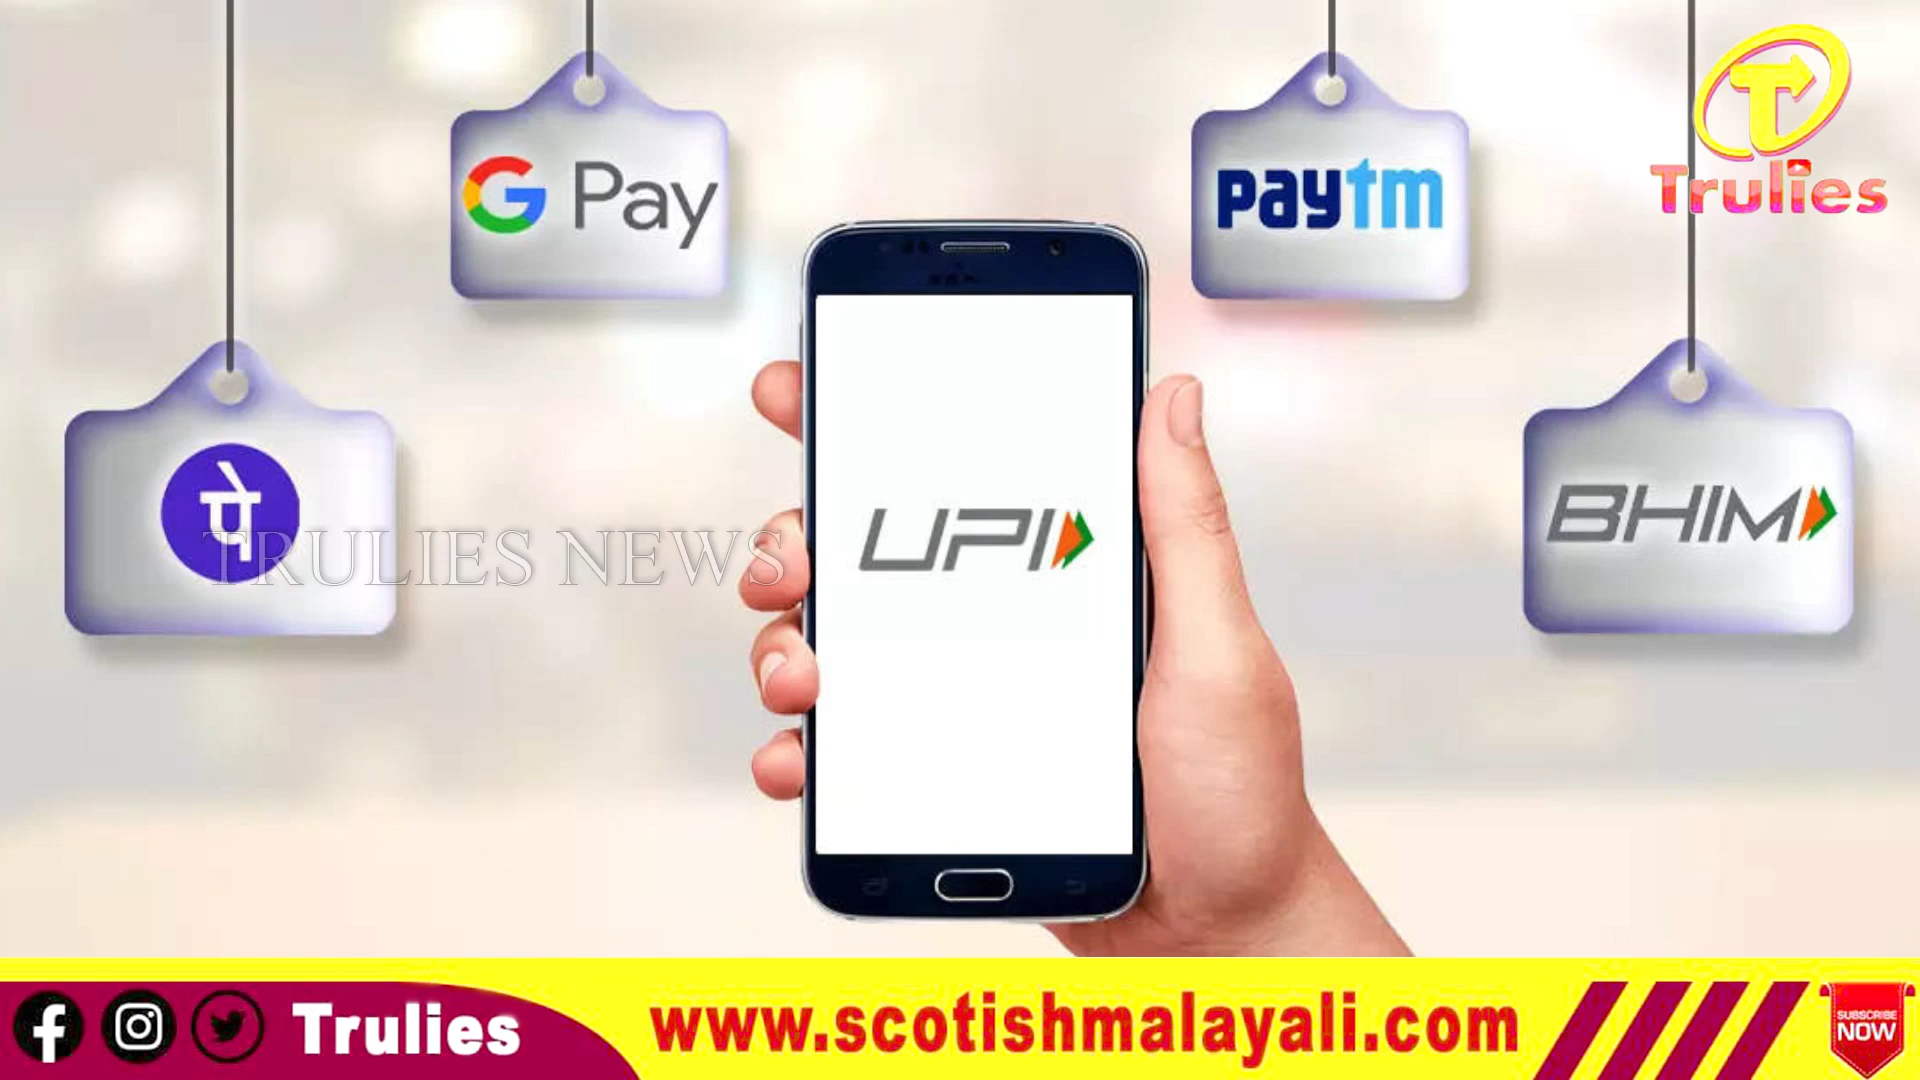 G Pay
paytm
T
Trulies
पे
TRULIES NEWS
UPI
BHIM
Trulies
www.scotishmalayali.com
SUBSCRIBE
NOW